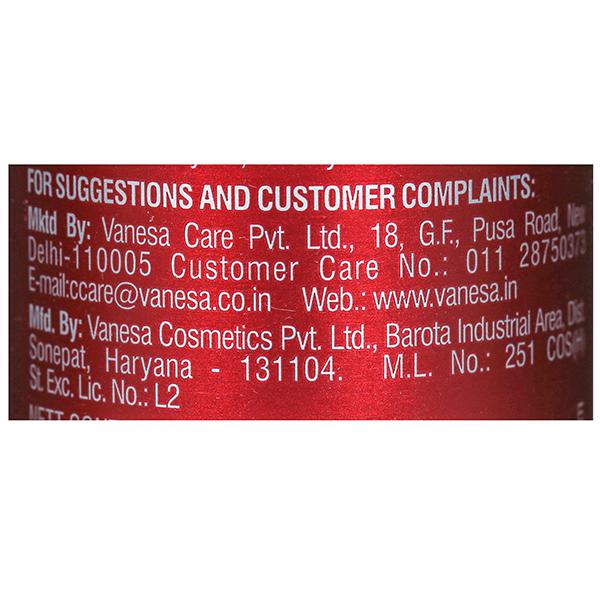 FOR SUGGESTIONS AND CUSTOMER COMPLAINTS:
Mktd By: Vanesa Care Pvt. Ltd., 18, G.F., Pusa Road, New
Delhi-110005 Customer Care No.: 011 28750373
E-mail:ccare@vanesa.co.in Web.: www.vanesa.in
Mfd. By: Vanesa Cosmetics Pvt. Ltd., Barota Industrial Area, Dist.
Sonepat, Haryana - 131104. M.L. No.: 251 COS(H)
St. Exc. Lic. No.: L2